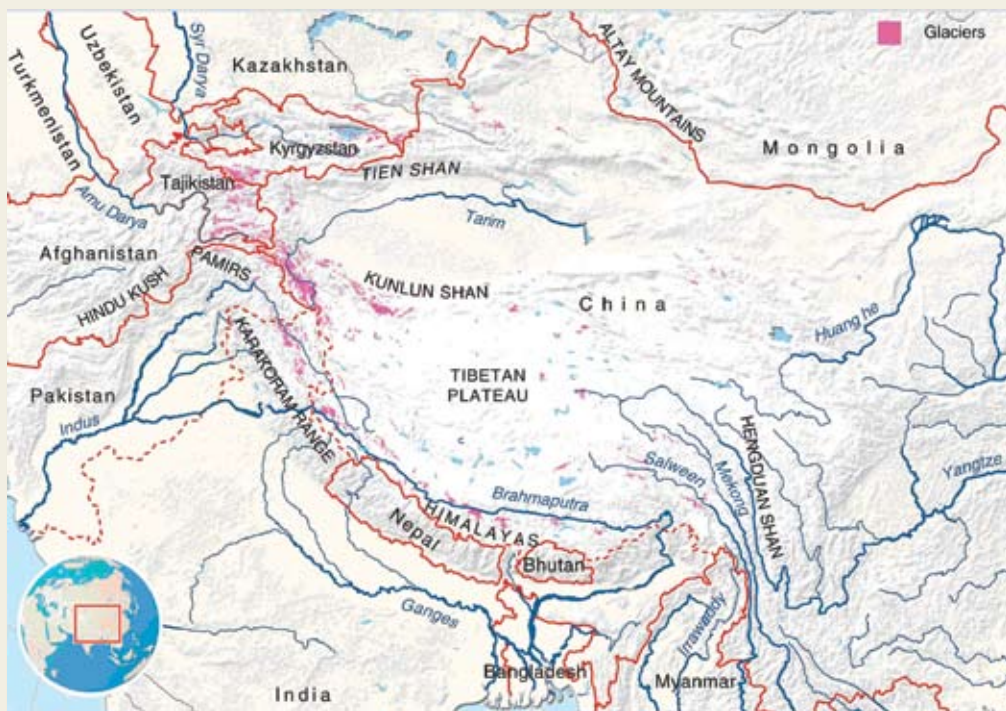 Glaciers
Uzbekistan
Syr Darya
Kazakhstan
ALTAY MOUNTAINS
Turkmenistan
Kyrgyzstan
Mongolia
TIEN SHAN
Tajikistan
Amu Darya
Tarim
Afghanistan
PAMIRS
KUNLUN SHAN
China
HINDU KUSH
Huang he
KARAKORAM RANGE
TIBETAN
PLATEAU
Pakistan
Indus
HENGDUAN SHAN
Salween
Mekong
Yangtze
Brahmaputra
HIMALAYAS
Nepal
Bhutan
Ganges
Irrawaddy
Bangladesh
Myanmar
India